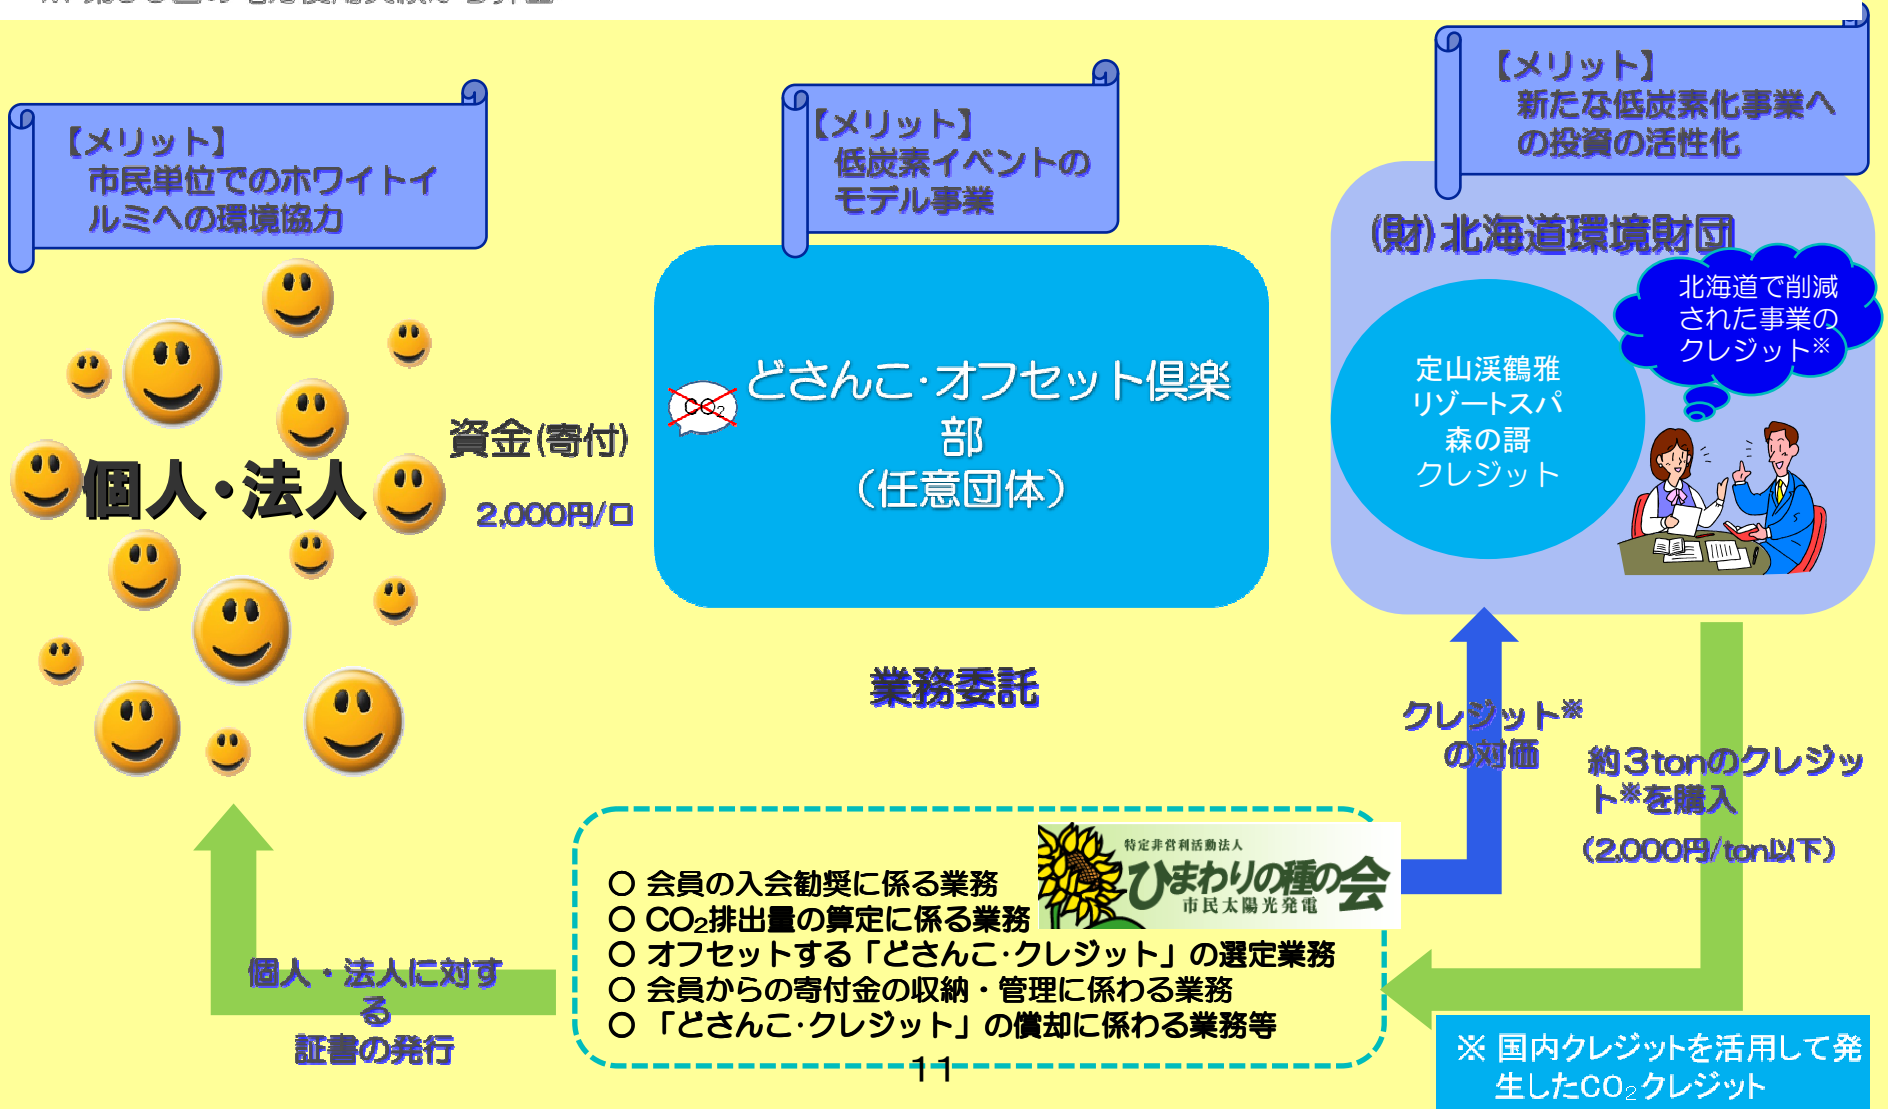 【メリット】
市民単位でのホワイトイ
ルミへの環境協力
【メリット】
低炭素イベントの
モデル事業
【メリット】
新たな低炭素化事業へ
の投資の活性化
(財)北海道環境財団
北海道で削減
された事業の
クレジット※
定山渓鶴雅
リゾートスパ
森の謌
クレジット
個人・法人
資金(寄付)
2,000円/口
CO₂
どさんこ・オフセット倶楽
部
（任意団体）
業務委託
クレジット※
の対価
約３tonのクレジッ
ト※を購入
（2,000円/ton以下）
特定非営利活動法人
ひまわりの種の会
市民太陽光発電
○ 会員の入会勧奨に係る業務
○ CO₂排出量の算定に係る業務
○ オフセットする「どさんこ・クレジット」の選定業務
○ 会員からの寄付金の収納・管理に係わる業務
○ 「どさんこ・クレジット」の償却に係わる業務等
個人・法人に対す
る
証書の発行
11
※ 国内クレジットを活用して発
生したCO₂クレジット